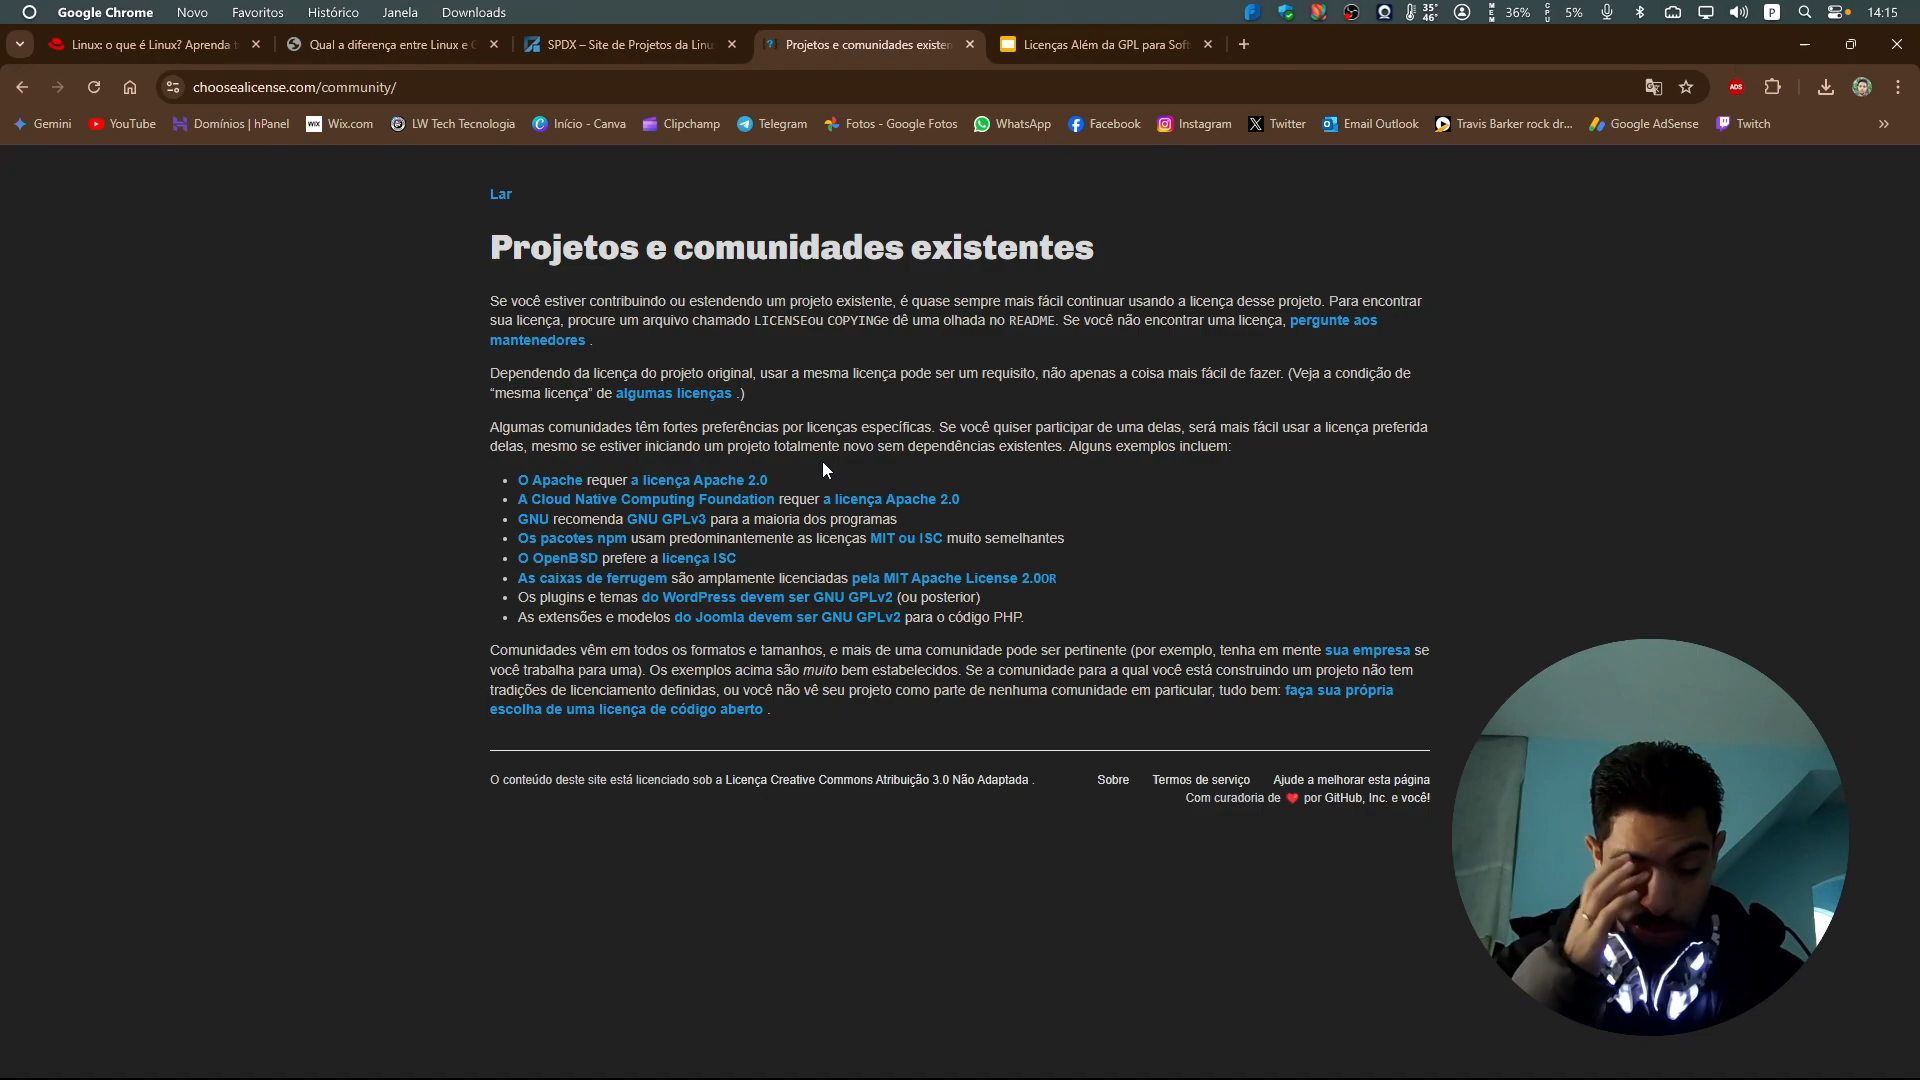 Google Chrome Novo Favoritos Histórico Janela Downloads 35° 46° MEM 36% CPU 5% P 14:15
Linux: o que é Linux? Aprenda t
Qual a diferença entre Linux e
SPDX – Site de Projetos da Linu
Projetos e comunidades existen
Licenças Além da GPL para Soft
choosealicense.com/community/
ADS
Gemini YouTube Domínios | hPanel Wix.com LW Tech Tecnologia Início - Canva Clipchamp Telegram Fotos - Google Fotos WhatsApp Facebook Instagram Twitter Email Outlook Travis Barker rock dr... Google AdSense Twitch
Lar
Projetos e comunidades existentes
Se você estiver contribuindo ou estendendo um projeto existente, é quase sempre mais fácil continuar usando a licença desse projeto. Para encontrar
sua licença, procure um arquivo chamado LICENSEou COPYINGe dê uma olhada no README. Se você não encontrar uma licença, pergunte aos
mantenedores .
Dependendo da licença do projeto original, usar a mesma licença pode ser um requisito, não apenas a coisa mais fácil de fazer. (Veja a condição de
“mesma licença” de algumas licenças .)
Algumas comunidades têm fortes preferências por licenças específicas. Se você quiser participar de uma delas, será mais fácil usar a licença preferida
delas, mesmo se estiver iniciando um projeto totalmente novo sem dependências existentes. Alguns exemplos incluem:
• O Apache requer a licença Apache 2.0
• A Cloud Native Computing Foundation requer a licença Apache 2.0
• GNU recomenda GNU GPLv3 para a maioria dos programas
• Os pacotes npm usam predominantemente as licenças MIT ou ISC muito semelhantes
• O OpenBSD prefere a licença ISC
• As caixas de ferrugem são amplamente licenciadas pela MIT Apache License 2.0OR
• Os plugins e temas do WordPress devem ser GNU GPLv2 (ou posterior)
• As extensões e modelos do Joomla devem ser GNU GPLv2 para o código PHP.
Comunidades vêm em todos os formatos e tamanhos, e mais de uma comunidade pode ser pertinente (por exemplo, tenha em mente sua empresa se
você trabalha para uma). Os exemplos acima são muito bem estabelecidos. Se a comunidade para a qual você está construindo um projeto não tem
tradições de licenciamento definidas, ou você não vê seu projeto como parte de nenhuma comunidade em particular, tudo bem: faça sua própria
escolha de uma licença de código aberto .
O conteúdo deste site está licenciado sob a Licença Creative Commons Atribuição 3.0 Não Adaptada . Sobre Termos de serviço Ajude a melhorar esta página
Com curadoria de ❤️ por GitHub, Inc. e você!